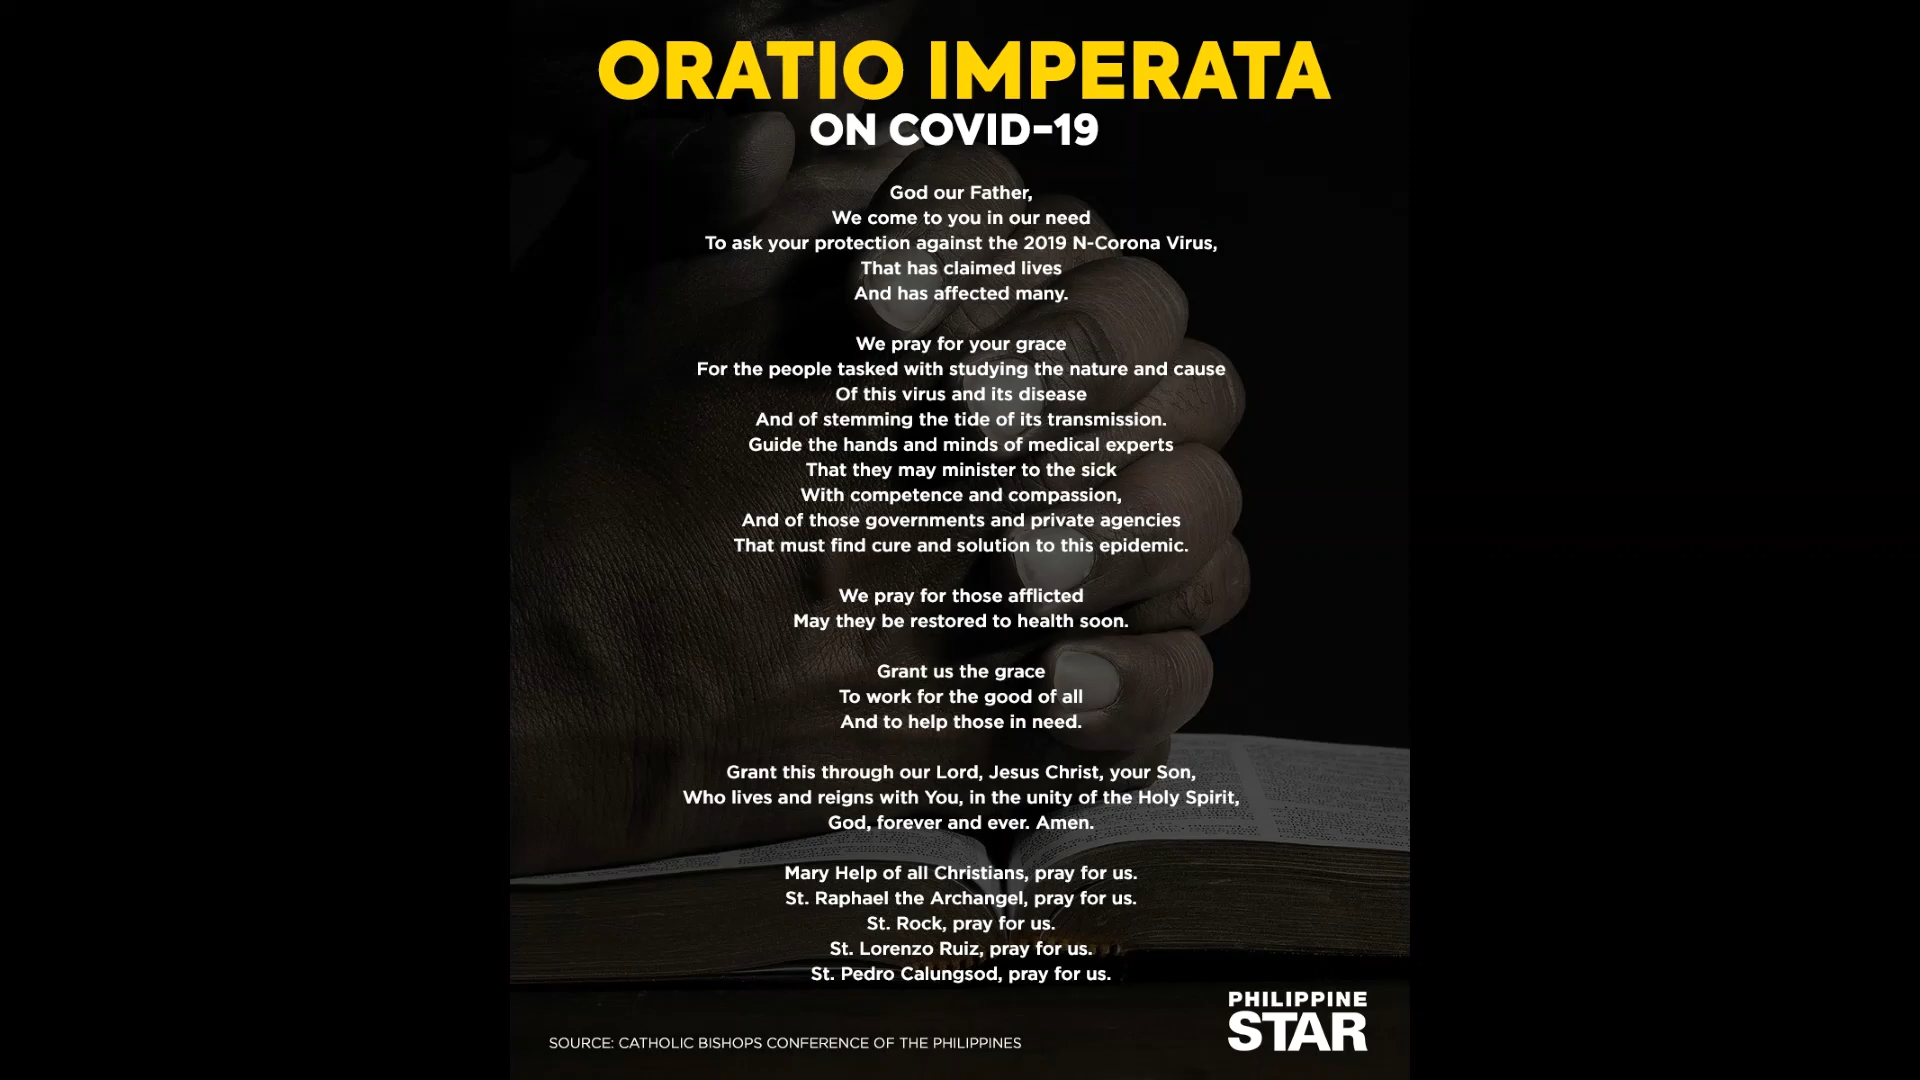 ORATIO IMPERATA
ON COVID-19
God our Father,
We come to you in our need
To ask your protection against the 2019 N-Corona Virus,
That has claimed lives
And has affected many.
We pray for your grace
For the people tasked with studying the nature and cause
Of this virus and its disease
And of stemming the tide of its transmission.
Guide the hands and minds of medical experts
That they may minister to the sick
With competence and compassion,
And of those governments and private agencies
That must find cure and solution to this epidemic.
We pray for those afflicted
May they be restored to health soon.
Grant us the grace
To work for the good of all
And to help those in need.
Grant this through our Lord, Jesus Christ, your Son,
Who lives and reigns with You, in the unity of the Holy Spirit,
God, forever and ever. Amen.
Mary Help of all Christians, pray for us.
St. Raphael the Archangel, pray for us.
St. Rock, pray for us.
St. Lorenzo Ruiz, pray for us.
St. Pedro Calungsod, pray for us.
SOURCE: CATHOLIC BISHOPS CONFERENCE OF THE PHILIPPINES
PHILIPPINE
STAR